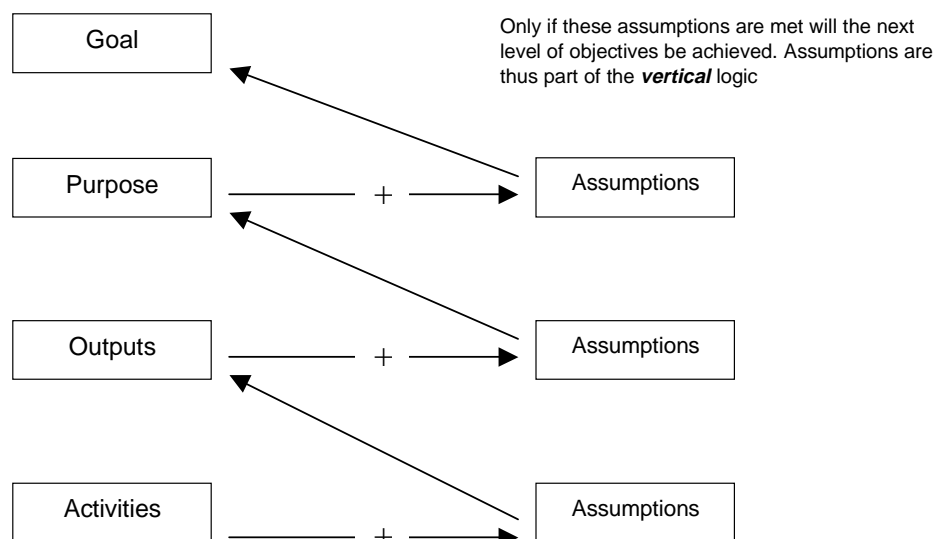 Goal
Only if these assumptions are met will the next
level of objectives be achieved. Assumptions are
thus part of the vertical logic
Purpose
+
Assumptions
Outputs
+
Assumptions
Activities
+
Assumptions